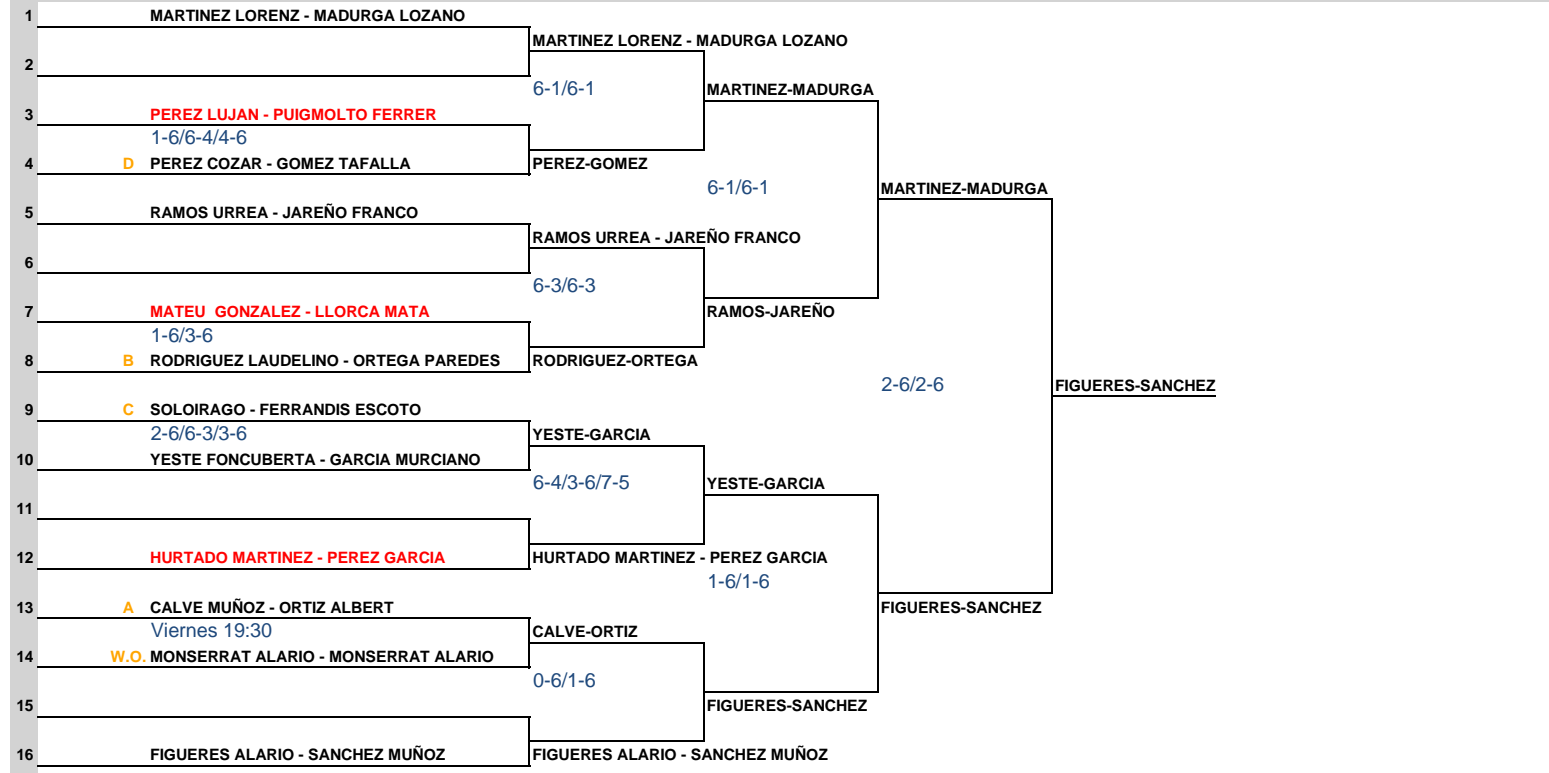 1 MARTINEZ LORENZ - MADURGA LOZANO
MARTINEZ LORENZ - MADURGA LOZANO
2
6-1/6-1 MARTINEZ-MADURGA
3 PEREZ LUJAN - PUIGMOLTO FERRER
1-6/6-4/4-6
4 D PEREZ COZAR - GOMEZ TAFALLA PEREZ-GOMEZ
6-1/6-1 MARTINEZ-MADURGA
5 RAMOS URREA - JAREÑO FRANCO
RAMOS URREA - JAREÑO FRANCO
6
6-3/6-3
7 MATEU GONZALEZ - LLORCA MATA RAMOS-JAREÑO
1-6/3-6
8 B RODRIGUEZ LAUDELINO - ORTEGA PAREDES RODRIGUEZ-ORTEGA
2-6/2-6 FIGUERES-SANCHEZ
9 C SOLOIRAGO - FERRANDIS ESCOTO
2-6/6-3/3-6 YESTE-GARCIA
10 YESTE FONCUBERTA - GARCIA MURCIANO
6-4/3-6/7-5 YESTE-GARCIA
11
12 HURTADO MARTINEZ - PEREZ GARCIA HURTADO MARTINEZ - PEREZ GARCIA
1-6/1-6
13 A CALVE MUÑOZ - ORTIZ ALBERT FIGUERES-SANCHEZ
Viernes 19:30 CALVE-ORTIZ
14 W.O. MONSERRAT ALARIO - MONSERRAT ALARIO
0-6/1-6
15 FIGUERES-SANCHEZ
16 FIGUERES ALARIO - SANCHEZ MUÑOZ FIGUERES ALARIO - SANCHEZ MUÑOZ